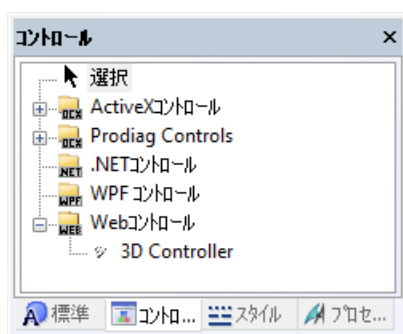 コントロール
選択
ActiveXコントロール
Prodiag Controls
.NETコントロール
WPF コントロール
Webコントロール
3D Controller
標準 コントロ... スタイル プロセ...